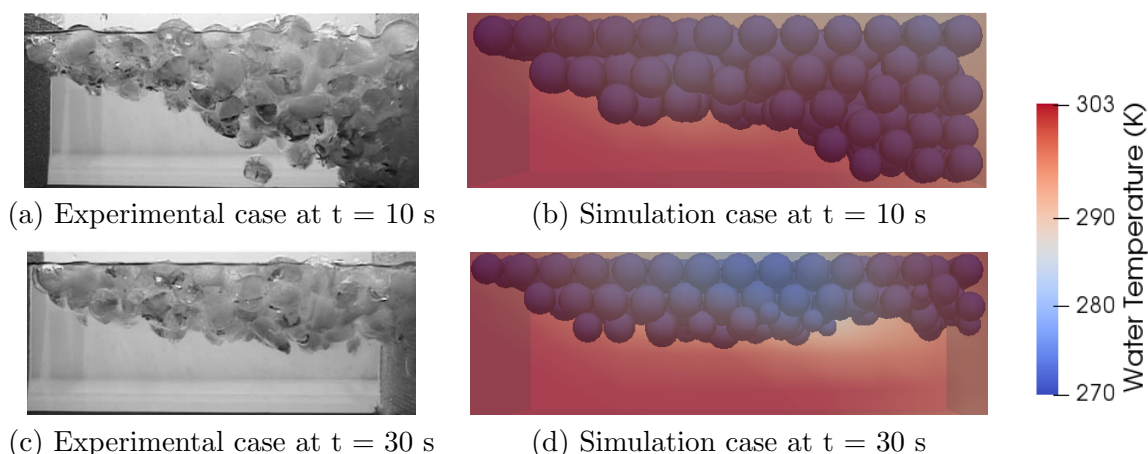 (a) Experimental case at t = 10 s
(b) Simulation case at t = 10 s
(c) Experimental case at t = 30 s
(d) Simulation case at t = 30 s
303
290
280
270
Water Temperature (K)